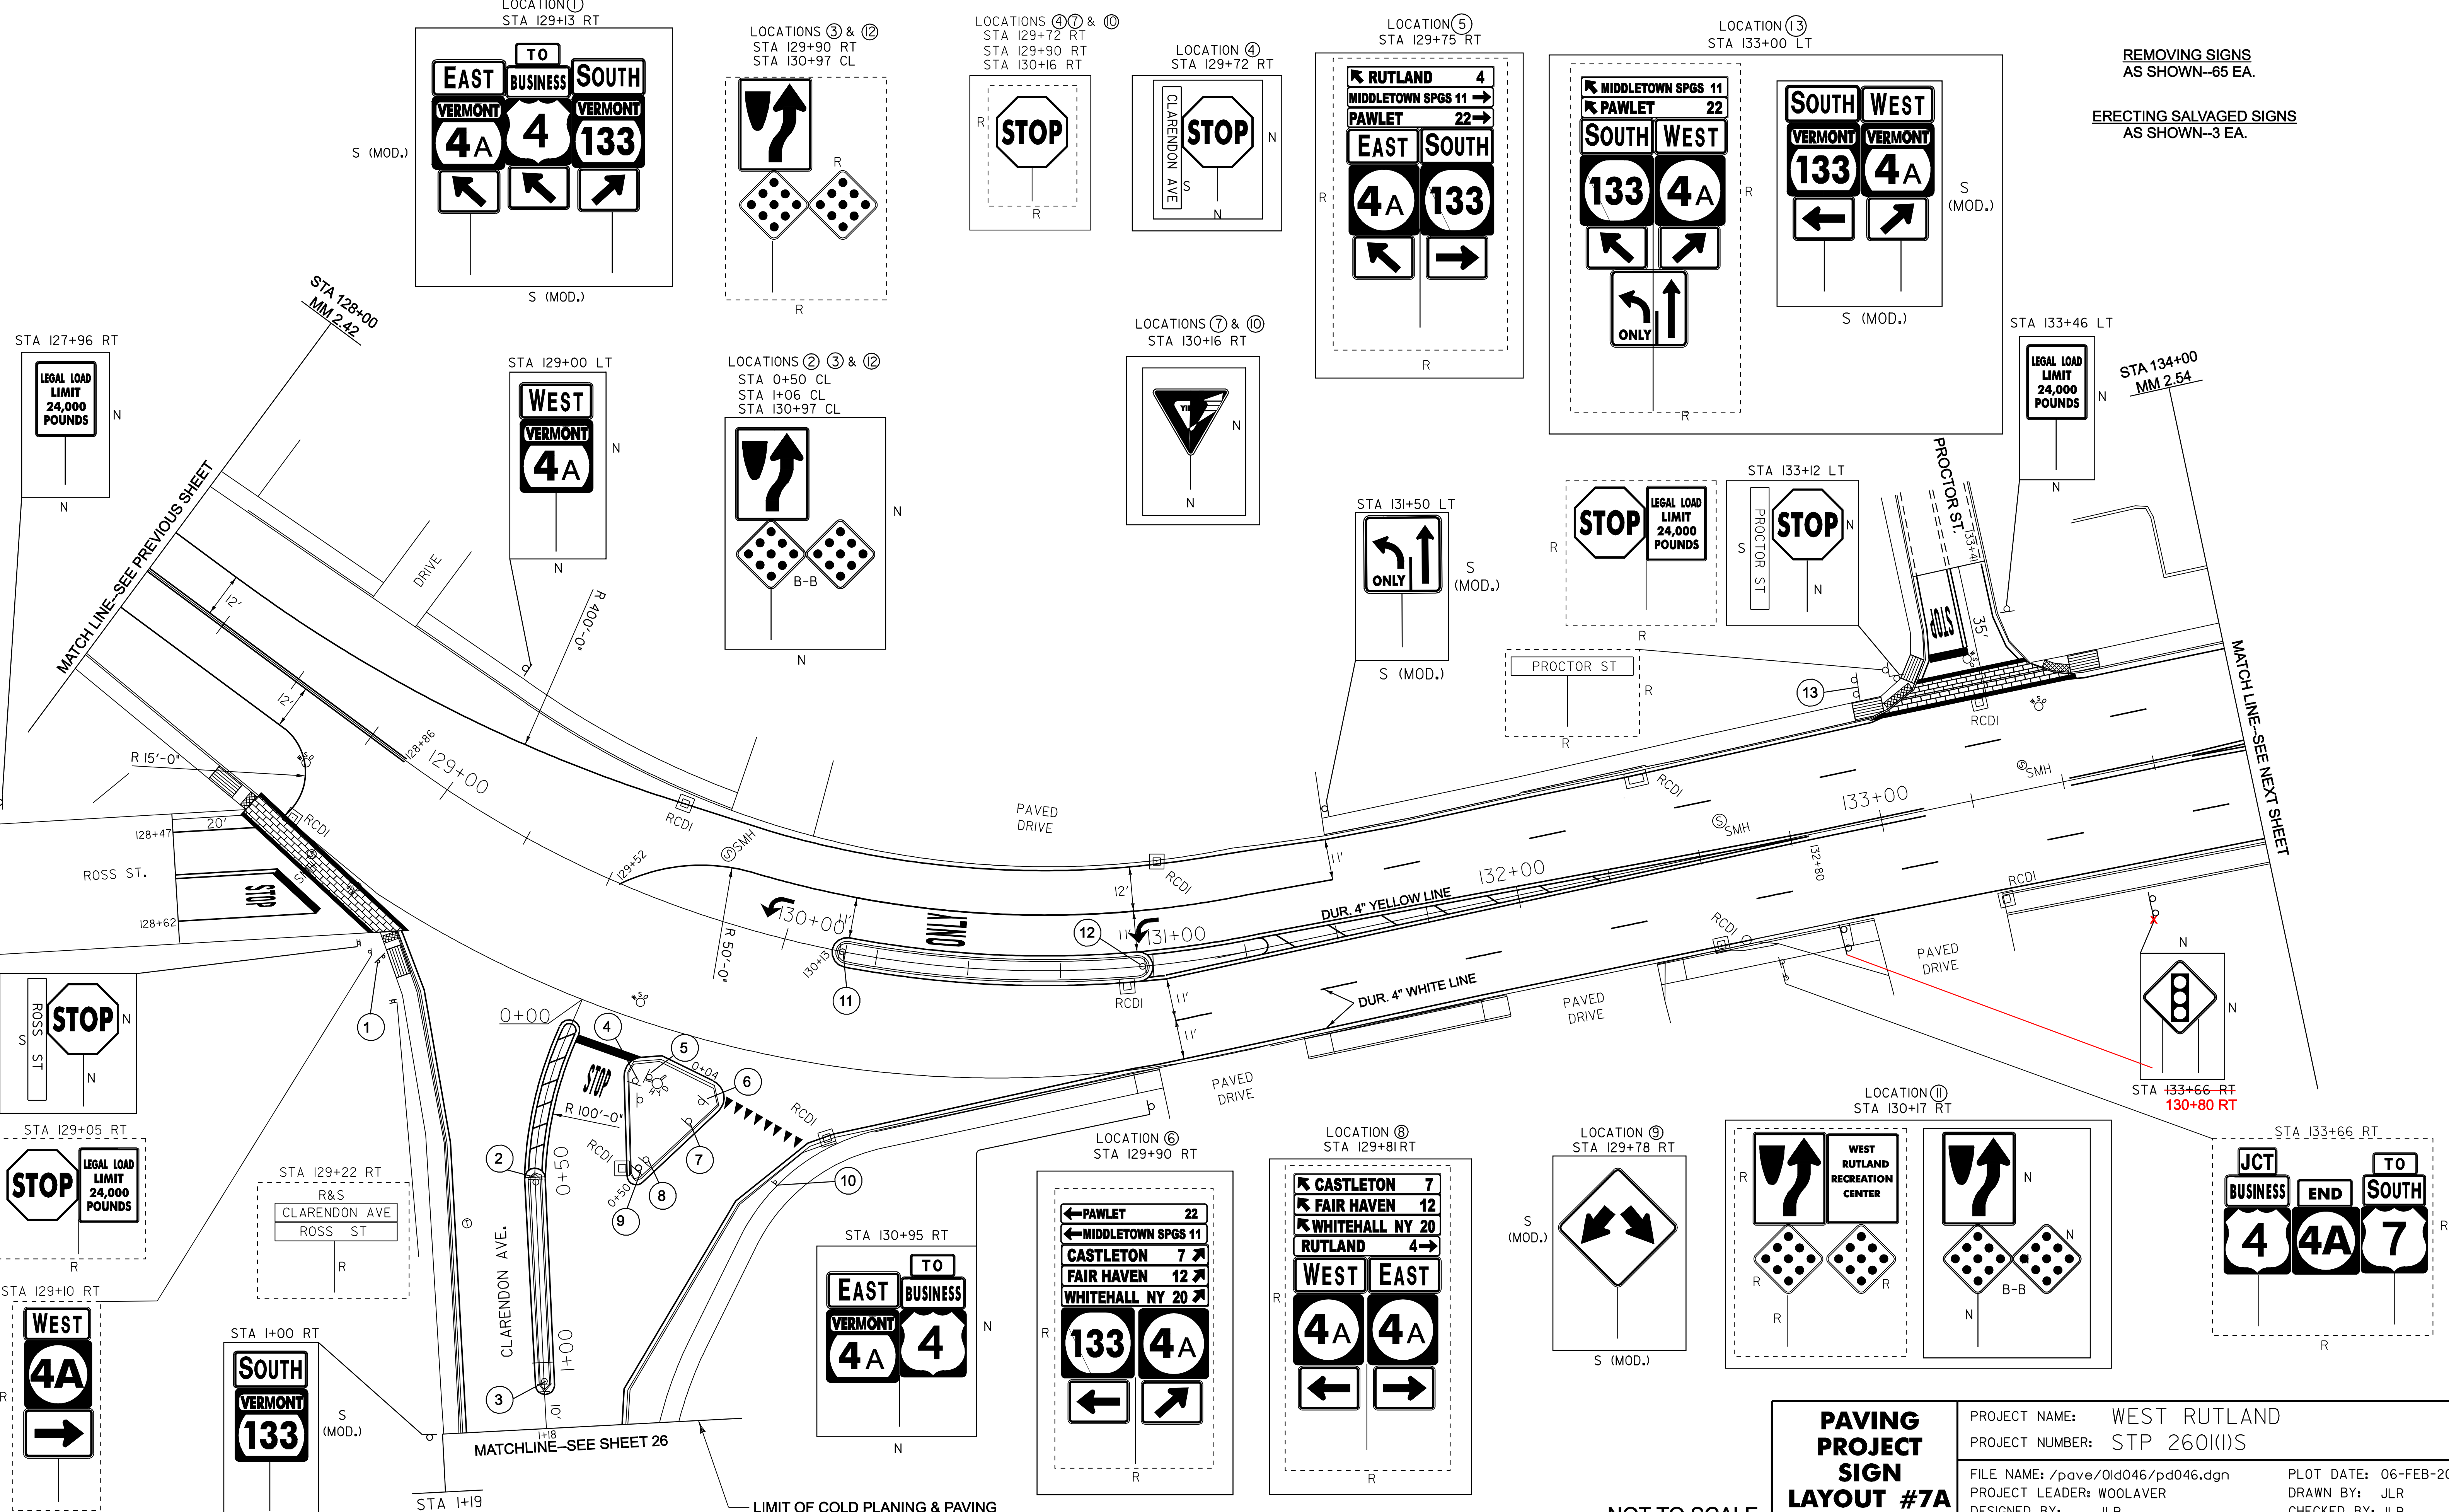 LOCATION ①
STA 129+13 RT
TO
EAST
BUSINESS
SOUTH
VERMONT
4A
4
VERMONT
133
S (MOD.)
S (MOD.)
LOCATIONS ③ & ⑫
STA 129+90 RT
STA 130+97 CL
R
R
LOCATIONS ④⑦ & ⑩
STA 129+72 RT
STA 129+90 RT
STA 130+16 RT
R
STOP
R
LOCATION ④
STA 129+72 RT
CLARENDON AVE
STOP
N
S
N
LOCATION ⑤
STA 129+75 RT
RUTLAND 4
MIDDLETOWN SPGS 11
PAWLET 22
EAST SOUTH
4A 133
R
R
LOCATION ⑬
STA 133+00 LT
MIDDLETOWN SPGS 11
PAWLET 22
SOUTH WEST
133 4A
R
ONLY
R
SOUTH WEST
VERMONT VERMONT
133 4A
S
(MOD.)
S (MOD.)
REMOVING SIGNS
AS SHOWN--65 EA.
ERECTING SALVAGED SIGNS
AS SHOWN--3 EA.
STA 127+96 RT
LEGAL LOAD
LIMIT
24,000
POUNDS
N
N
STA 128+00
MM 2.42
MATCH LINE--SEE PREVIOUS SHEET
STA 129+00 LT
WEST
VERMONT
4A
N
N
LOCATIONS ② ③ & ⑫
STA 0+50 CL
STA 1+06 CL
STA 130+97 CL
N
B-B
N
LOCATIONS ⑦ & ⑩
STA 130+16 RT
N
N
STA 131+50 LT
ONLY
S
(MOD.)
S (MOD.)
STOP
LEGAL LOAD
LIMIT
24,000
POUNDS
R
R
STA 133+12 LT
PROCTOR ST
STOP
N
S
N
PROCTOR ST
R
R
STA 133+46 LT
LEGAL LOAD
LIMIT
24,000
POUNDS
N
N
STA 134+00
MM 2.54
MATCH LINE--SEE NEXT SHEET
PROCTOR ST.
133+41
STOP
35'
RCDI
13
DRIVE
12'
12'
R 400'-0"
R 15'-0"
128+86
129+00
RCDI
20'
128+47
ROSS ST.
STOP
128+62
RCDI
SMH
129+52
PAVED
DRIVE
130+00
11'
ONLY
R 50'-0"
130+13
11
12
12'
11'
131+00
RCDI
RCDI
11'
DUR. 4" YELLOW LINE
132+00
132+80
133+00
SMH
SMH
RCDI
DUR. 4" WHITE LINE
11'
11'
RCDI
RCDI
PAVED
DRIVE
PAVED
DRIVE
PAVED
DRIVE
1
0+00
4
5
0+04
6
HYD
STOP
R 100'-0"
RCDI
RCDI
2
0+50
0+50
7
8
9
10
CLARENDON AVE.
1+00
3
10'
1+18
MATCHLINE--SEE SHEET 26
STA 1+19
LIMIT OF COLD PLANING & PAVING
ROSS ST
STOP
N
S
N
STA 129+05 RT
STOP
LEGAL LOAD
LIMIT
24,000
POUNDS
R
STA 129+10 RT
WEST
4A
R
STA 129+22 RT
R&S
CLARENDON AVE
ROSS ST
R
STA 1+00 RT
SOUTH
VERMONT
133
S
(MOD.)
STA 130+95 RT
TO
EAST BUSINESS
VERMONT
4A 4
N
N
LOCATION ⑥
STA 129+90 RT
PAWLET 22
MIDDLETOWN SPGS 11
CASTLETON 7
FAIR HAVEN 12
WHITEHALL NY 20
133 4A
R
R
LOCATION ⑧
STA 129+81 RT
CASTLETON 7
FAIR HAVEN 12
WHITEHALL NY 20
RUTLAND 4
WEST EAST
4A 4A
R
R
LOCATION ⑨
STA 129+78 RT
S
(MOD.)
S (MOD.)
LOCATION ⑪
STA 130+17 RT
R
WEST
RUTLAND
RECREATION
CENTER
R
R
R
N
N
B-B
N
N
N
STA 133+66 RT
130+80 RT
STA 133+66 RT
JCT
TO
BUSINESS END SOUTH
4 4A 7
R
R
NOT TO SCALE
PAVING
PROJECT
SIGN
LAYOUT #7A
PROJECT NAME: WEST RUTLAND
PROJECT NUMBER: STP 2601(1)S
FILE NAME: /pave/01d046/pd046.dgn
PLOT DATE: 06-FEB-20
PROJECT LEADER: WOOLAVER
DRAWN BY: JLR
DESIGNED BY: JLR
CHECKED BY: JLR